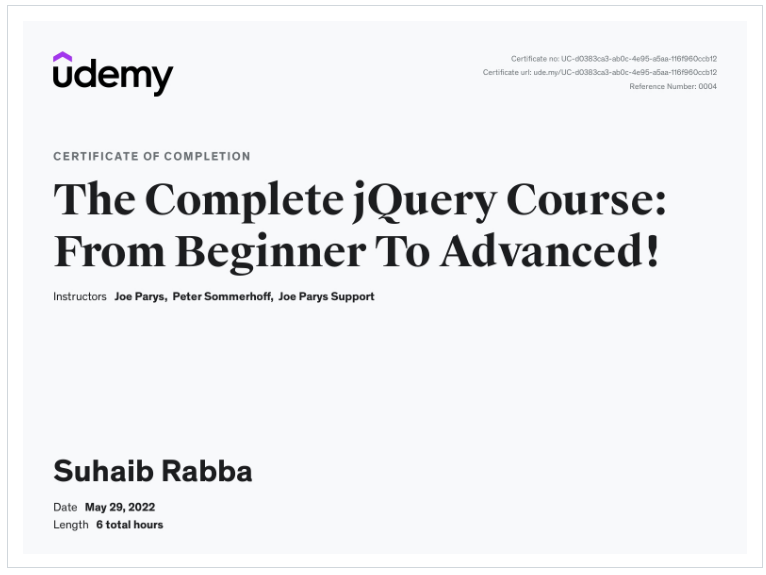 udemy
Certificate no: UC-d0383ca3-ab0c-4e95-a5aa-116f960ccb12
Certificate url: ude.my/UC-d0383ca3-ab0c-4e95-a5aa-116f960ccb12
Reference Number: 0004
CERTIFICATE OF COMPLETION
The Complete jQuery Course:
From Beginner To Advanced!
Instructors Joe Parys, Peter Sommerhoff, Joe Parys Support
Suhaib Rabba
Date May 29, 2022
Length 6 total hours